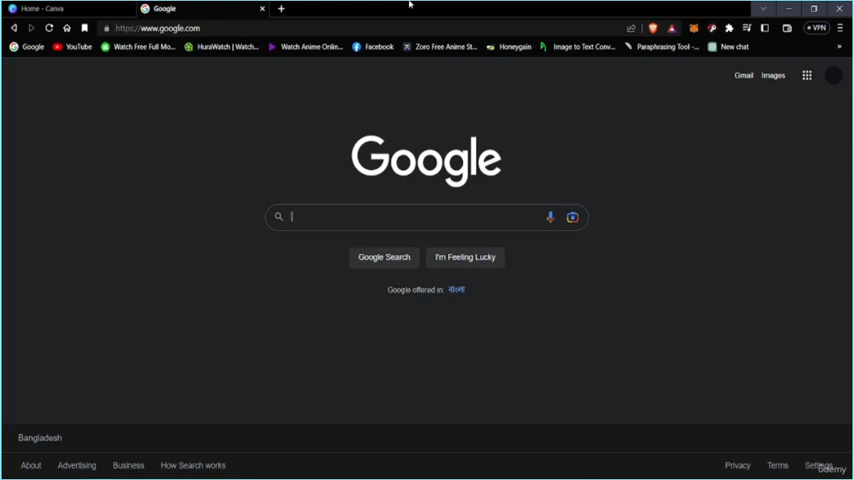 Home - Canva
Google
https://www.google.com
VPN
Google
YouTube
Watch Free Full Mo...
HuraWatch | Watch...
Watch Anime Onlin...
Facebook
Zoro Free Anime St...
Honeygain
Image to Text Conv...
Paraphrasing Tool -...
New chat
Gmail
Images
Google
Google Search
I'm Feeling Lucky
Google offered in: বাংলা
Bangladesh
About
Advertising
Business
How Search works
Privacy
Terms
Settings
udemy